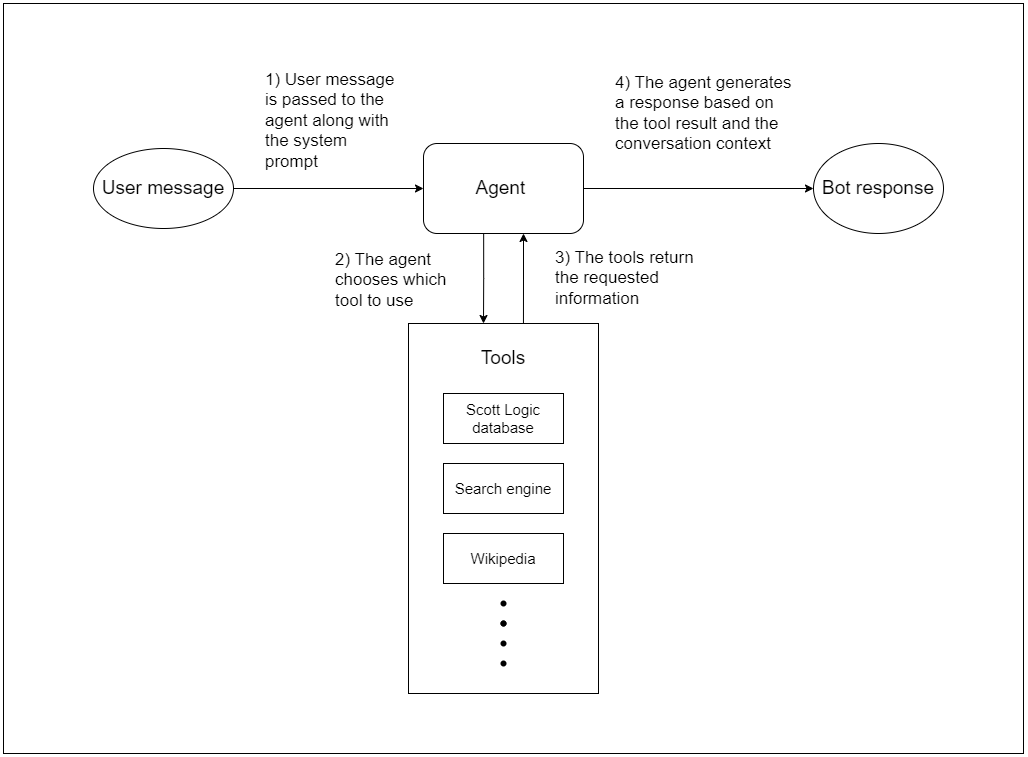 1) User message
is passed to the
agent along with
the system
prompt
4) The agent generates
a response based on
the tool result and the
conversation context
User message
Agent
Bot response
2) The agent
chooses which
tool to use
3) The tools return
the requested
information
Tools
Scott Logic
database
Search engine
Wikipedia